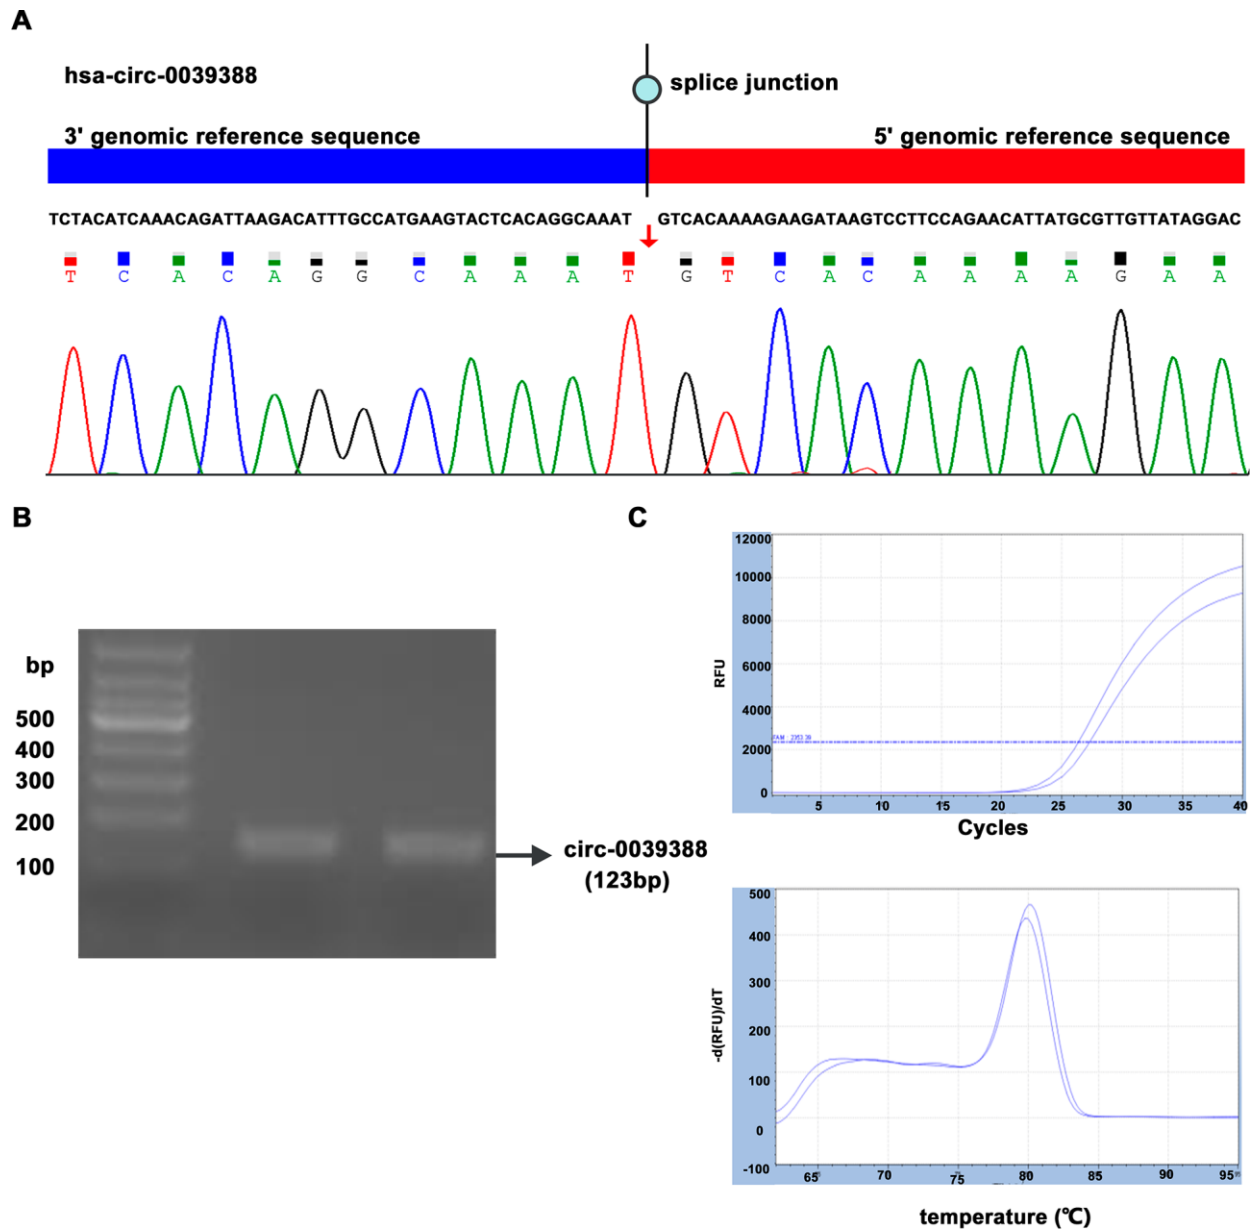 A
hsa-circ-0039388
splice junction
3' genomic reference sequence
5' genomic reference sequence
TCTACATCAAACAGATTAAGACATTTGCCATGAAGTACTCACAGGCAAAT GTCACAAAAGAAGATAAGTCCTTCCAGAACATTATGCGTTGTTATAGGAC
T C A C A G G C A A A T G T C A C A A A A G A A
B
bp
500
400
300
200
100
circ-0039388
(123bp)
C
12000
10000
8000
6000
4000
2000
0
RFU
FAM : 2353.38
5 10 15 20 25 30 35 40
Cycles
500
400
300
200
100
0
-100
-d(RFU)/dT
65 70 75 80 85 90 95
temperature (℃)